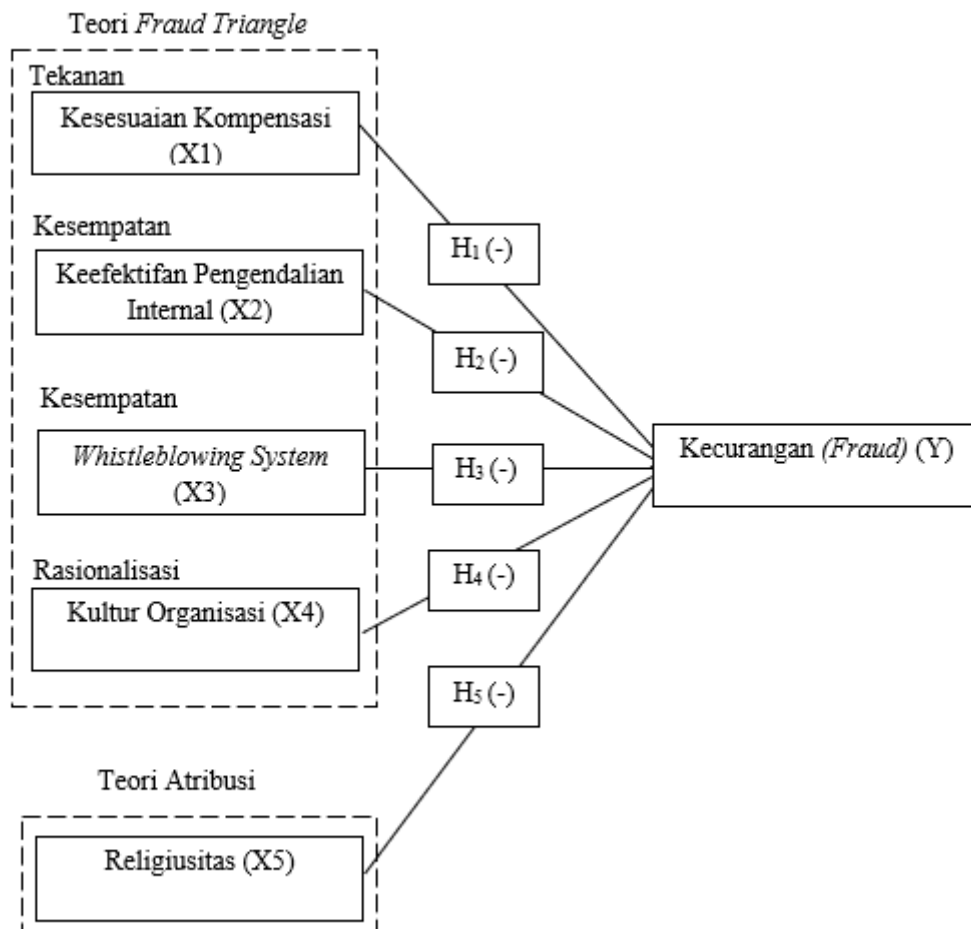 Teori Fraud Triangle
Tekanan
Kesesuaian Kompensasi
(X1)
Kesempatan
Keefektifan Pengendalian
Internal (X2)
Kesempatan
Whistleblowing System
(X3)
Rasionalisasi
Kultur Organisasi (X4)
Teori Atribusi
Religiusitas (X5)
H₁ (-)
H₂ (-)
H₃ (-)
H₄ (-)
H₅ (-)
Kecurangan (Fraud) (Y)